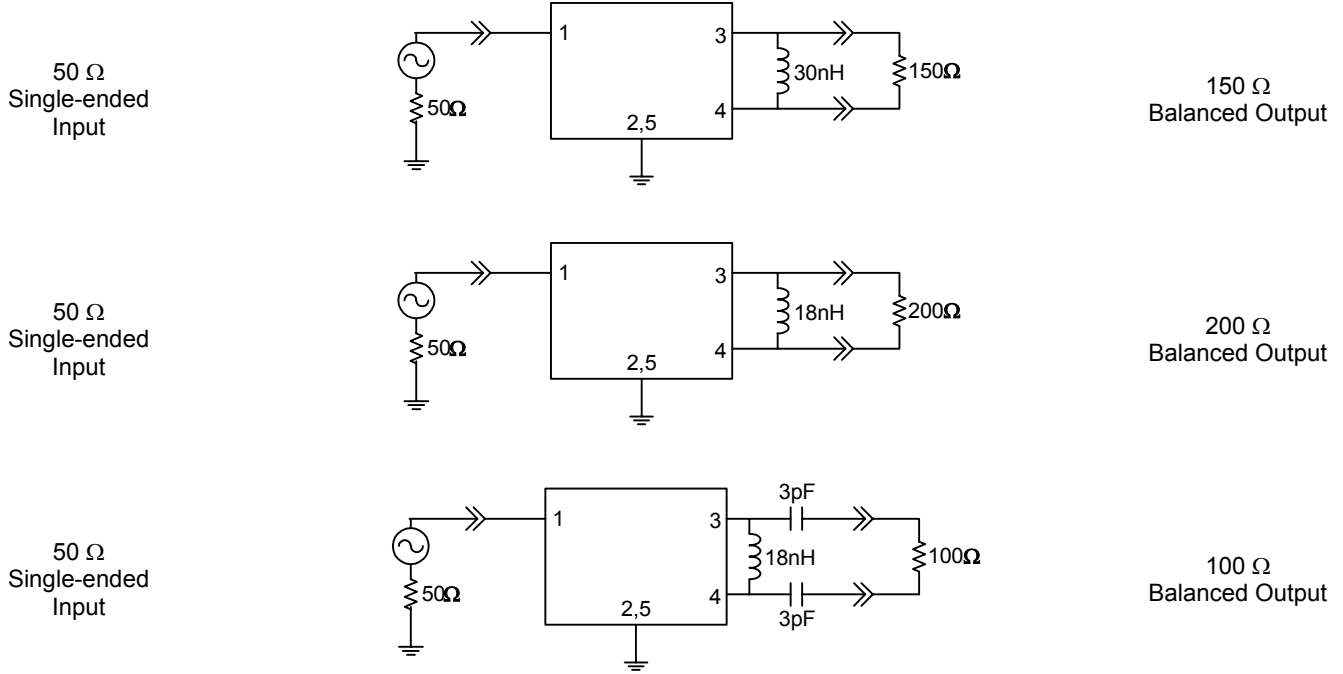 50 Ω
Single-ended
Input
1
50Ω
2,5
3
4
30nH
150Ω
150 Ω
Balanced Output
50 Ω
Single-ended
Input
1
50Ω
2,5
3
4
18nH
200Ω
200 Ω
Balanced Output
50 Ω
Single-ended
Input
1
50Ω
2,5
3
4
3pF
18nH
3pF
100Ω
100 Ω
Balanced Output